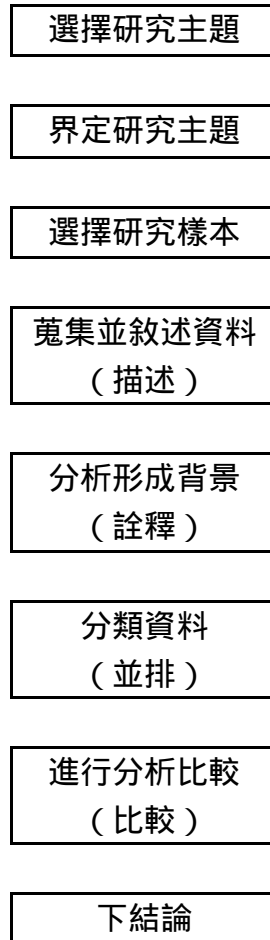 選擇研究主題
界定研究主題
選擇研究樣本
蒐集並敘述資料
（描述）
分析形成背景
（詮釋）
分類資料
（並排）
進行分析比較
（比較）
下結論